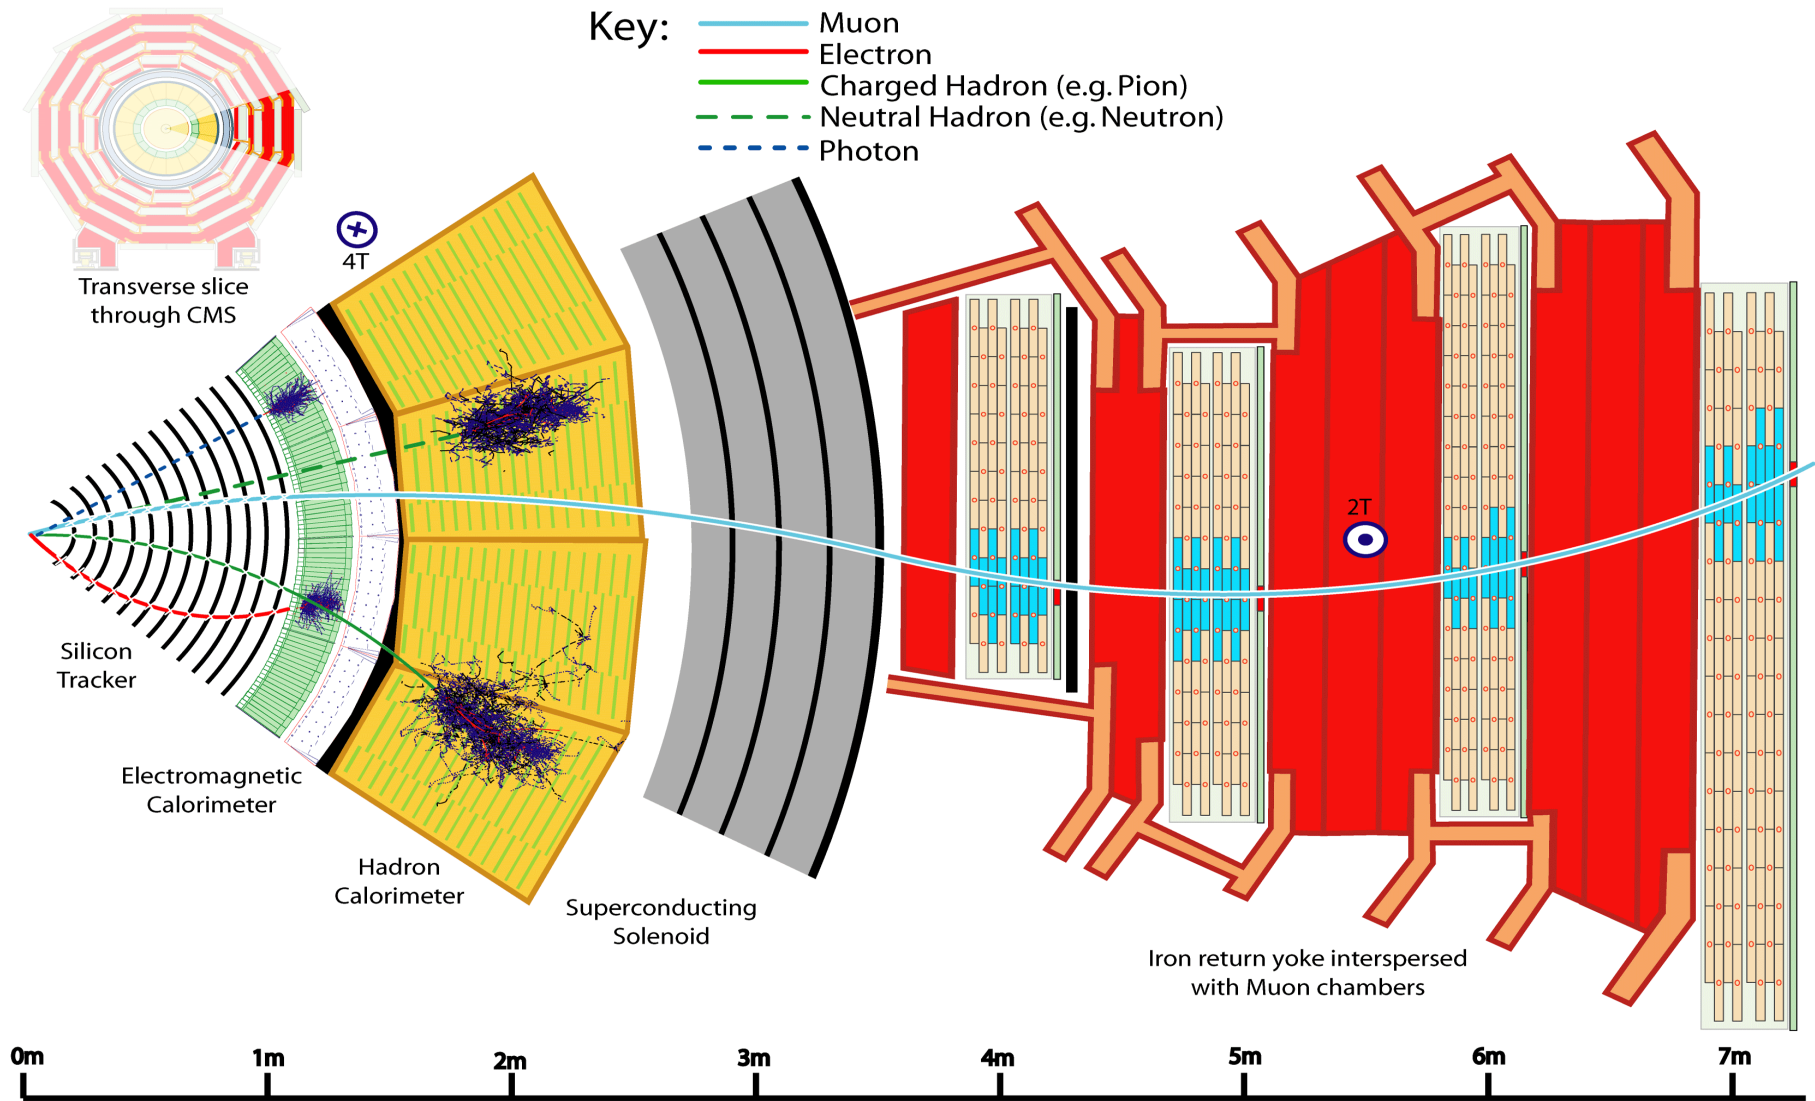 Key:
Muon
Electron
Charged Hadron (e.g. Pion)
Neutral Hadron (e.g. Neutron)
Photon
Transverse slice
through CMS
4T
2T
Silicon
Tracker
Electromagnetic
Calorimeter
Hadron
Calorimeter
Superconducting
Solenoid
Iron return yoke interspersed
with Muon chambers
0m 1m 2m 3m 4m 5m 6m 7m